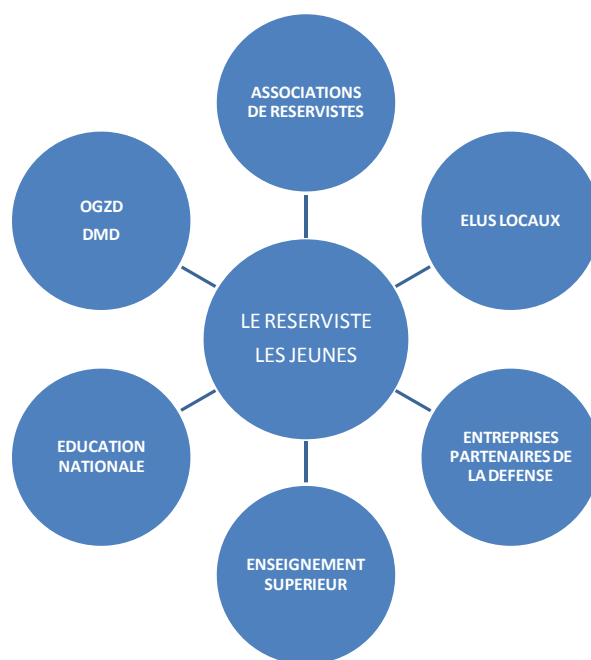 ASSOCIATIONS
DE RESERVISTES
OGZD
DMD
ELUS LOCAUX
LE RESERVISTE
LES JEUNES
EDUCATION
NATIONALE
ENTREPRISES
PARTENAIRES DE
LA DEFENSE
ENSEIGNEMENT
SUPERIEUR